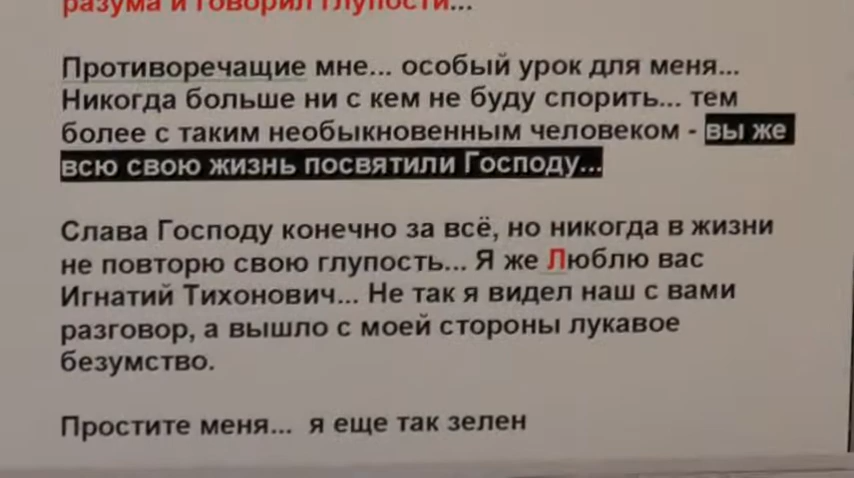 разума и говорил глупости...
Противоречащие мне... особый урок для меня...
Никогда больше ни с кем не буду спорить... тем
более с таким необыкновенным человеком - вы же
всю свою жизнь посвятили Господу...
Слава Господу конечно за всё, но никогда в жизни
не повторю свою глупость... Я же Люблю вас
Игнатий Тихонович... Не так я видел наш с вами
разговор, а вышло с моей стороны лукавое
безумство.
Простите меня... я еще так зелен